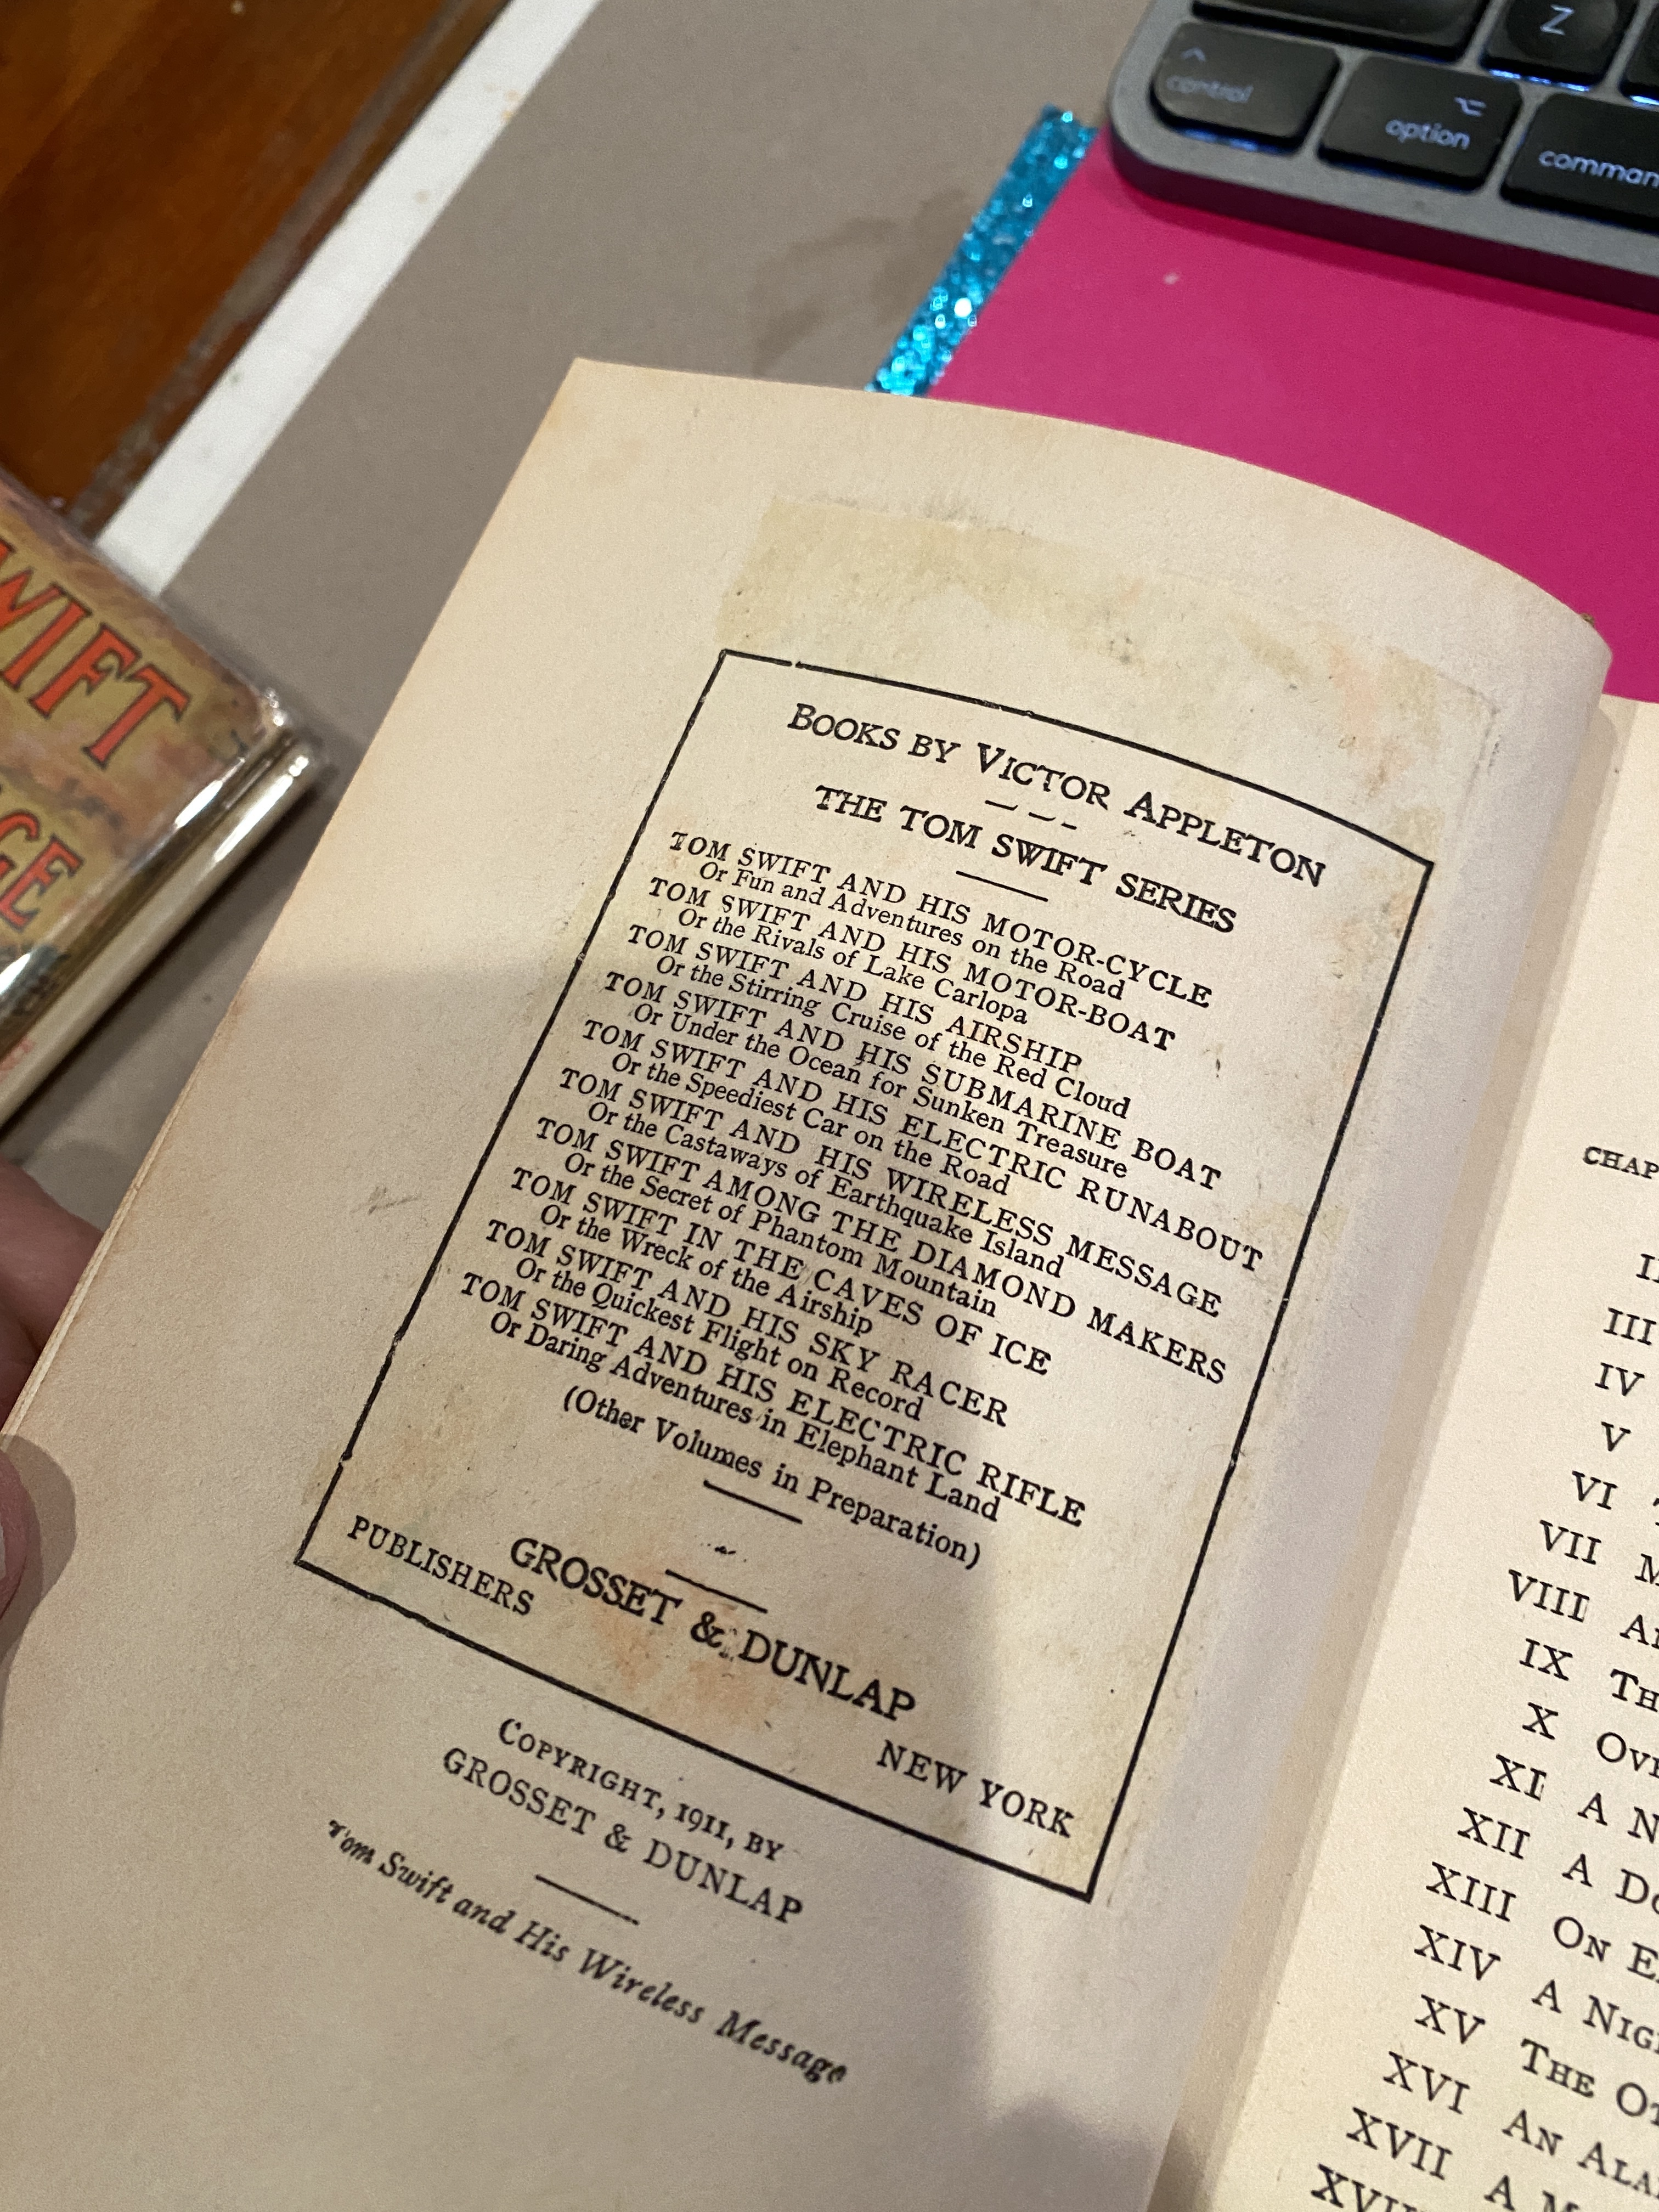 Z
control
option
WIFT
BOOKS BY VICTOR APPLETON
THE TOM SWIFT SERIES
TOM SWIFT AND HIS MOTOR-CYCLE
Or Fun and Adventures on the Road
TOM SWIFT AND HIS MOTOR-BOAT
Or the Rivals of Lake Carlopa
TOM SWIFT AND HIS AIRSHIP
Or the Stirring Cruise of the Red Cloud
TOM SWIFT AND HIS SUBMARINE BOAT
Or Under the Ocean for Sunken Treasure
TOM SWIFT AND HIS ELECTRIC RUNABOUT
Or the Speediest Car on the Road
TOM SWIFT AND HIS WIRELESS MESSAGE
Or the Castaways of Earthquake Island
TOM SWIFT AMONG THE DIAMOND MAKERS
Or the Secret of Phantom Mountain
TOM SWIFT IN THE CAVES OF ICE
Or the Wreck of the Airship
TOM SWIFT AND HIS SKY RACER
Or the Quickest Flight on Record
TOM SWIFT AND HIS ELECTRIC RIFLE
Or Daring Adventures in Elephant Land
(Other Volumes in Preparation)
GROSSET & DUNLAP
PUBLISHERS NEW YORK
COPYRIGHT, 1911, BY
GROSSET & DUNLAP
Tom Swift and His Wireless Message
CHAP
III
IV
V
VI
VII M
VIII
IX TH
X OV
XI A N
XII A D
XIII ON E
XIV A NIG
XV THE OT
XVI AN ALA
XVII A M